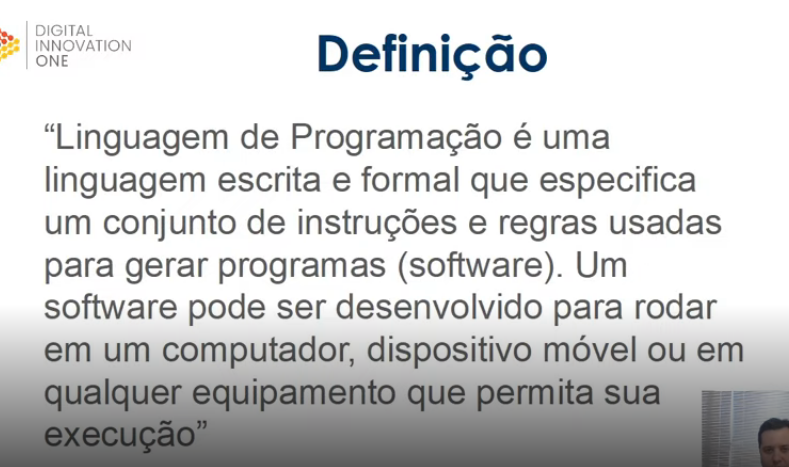 DIGITAL
INNOVATION
ONE
Definição
“Linguagem de Programação é uma
linguagem escrita e formal que especifica
um conjunto de instruções e regras usadas
para gerar programas (software). Um
software pode ser desenvolvido para rodar
em um computador, dispositivo móvel ou em
qualquer equipamento que permita sua
execução”